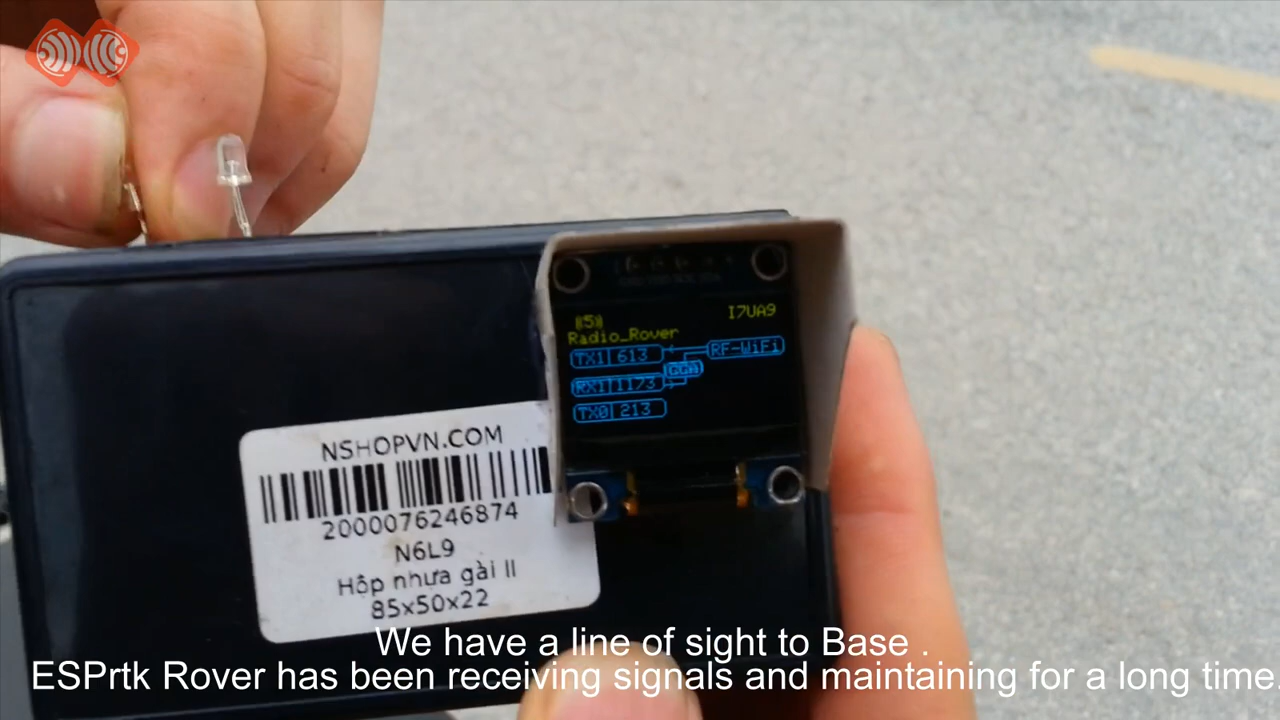 I7UA9
Radio_Rover
TX1 613
RF-WiFi
GGA
RX1 1173
TX0 213
NSHOPVN.COM
2000076246874
N6L9
Hộp nhựa gài II
85x50x22
We have a line of sight to Base .
ESPrtk Rover has been receiving signals and maintaining for a long time.